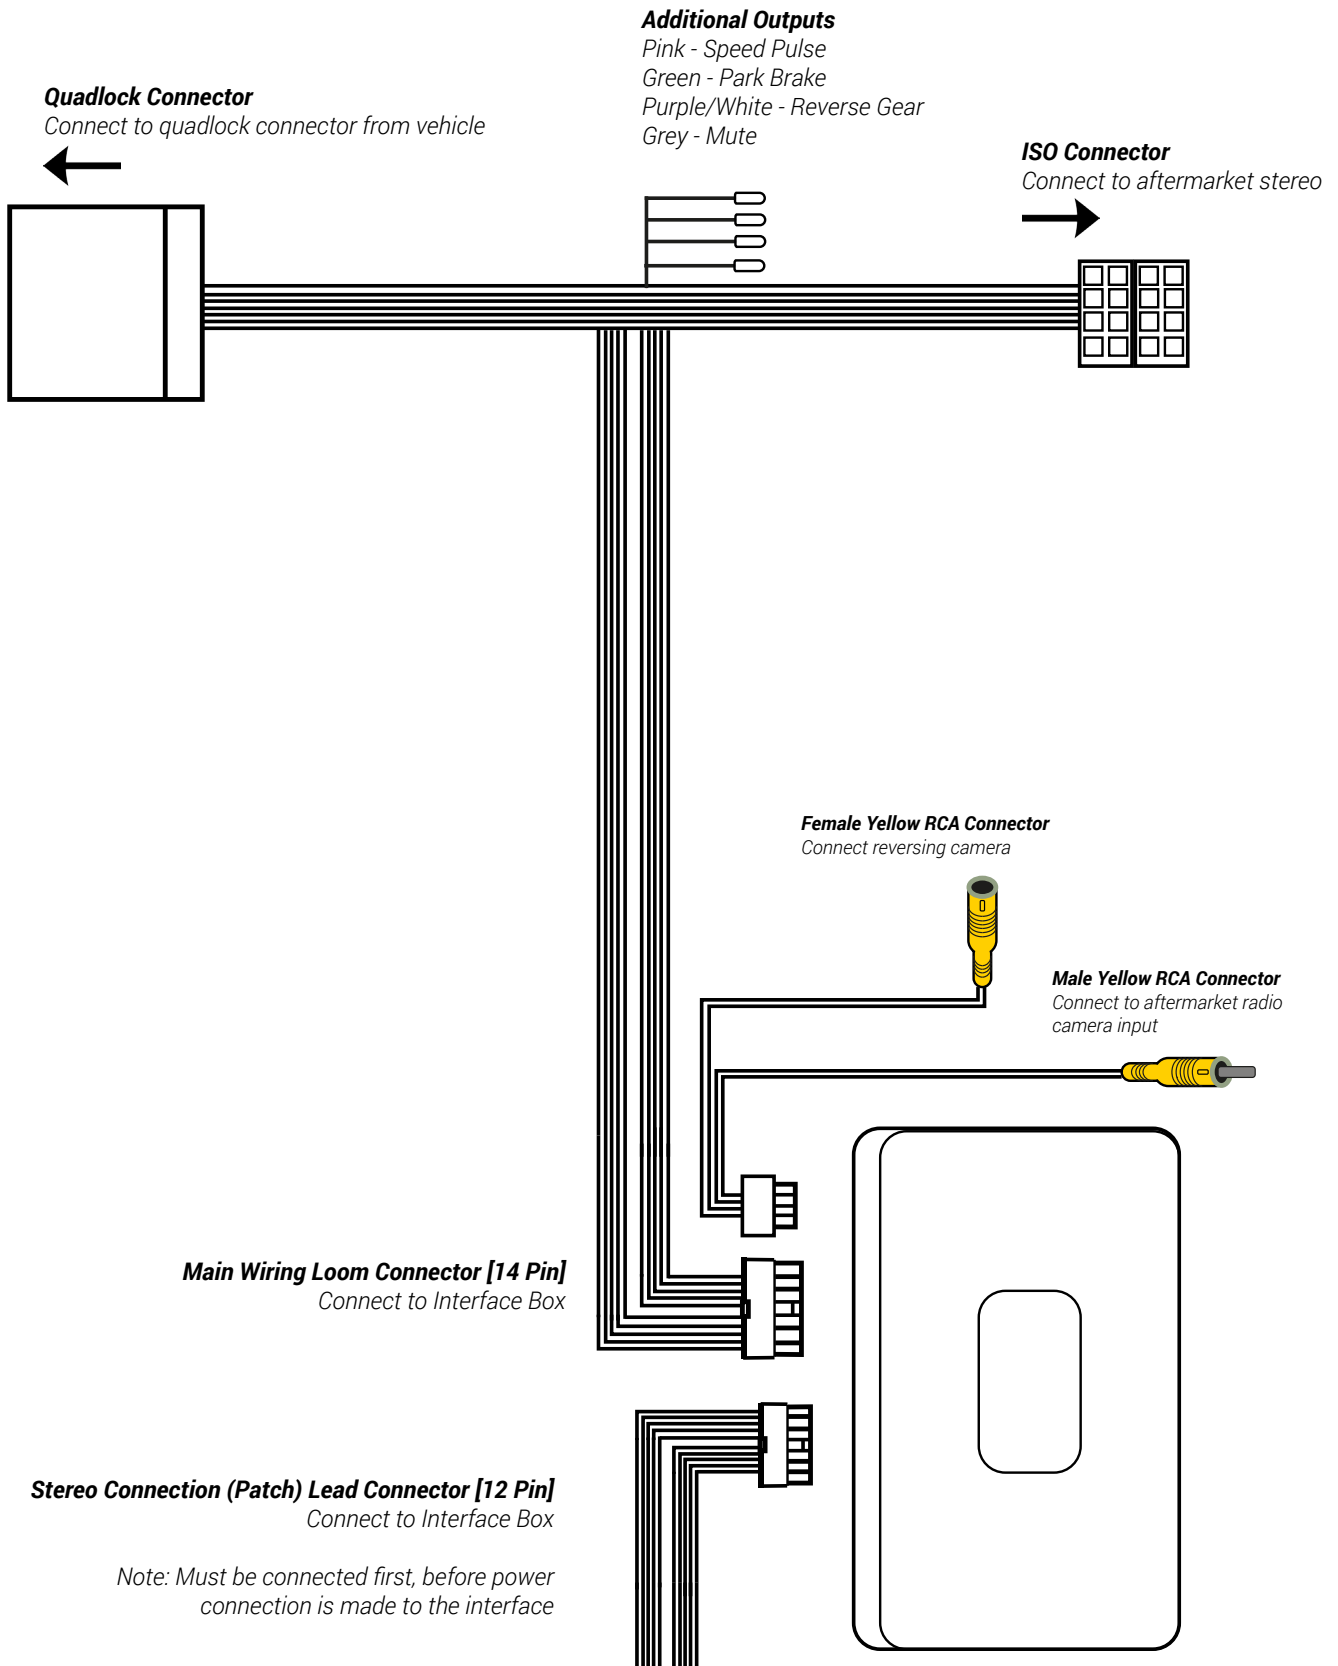 Additional Outputs
Pink - Speed Pulse
Green - Park Brake
Purple/White - Reverse Gear
Grey - Mute
Quadlock Connector
Connect to quadlock connector from vehicle
ISO Connector
Connect to aftermarket stereo
Female Yellow RCA Connector
Connect reversing camera
Male Yellow RCA Connector
Connect to aftermarket radio
camera input
Main Wiring Loom Connector [14 Pin]
Connect to Interface Box
Stereo Connection (Patch) Lead Connector [12 Pin]
Connect to Interface Box
Note: Must be connected first, before power
connection is made to the interface